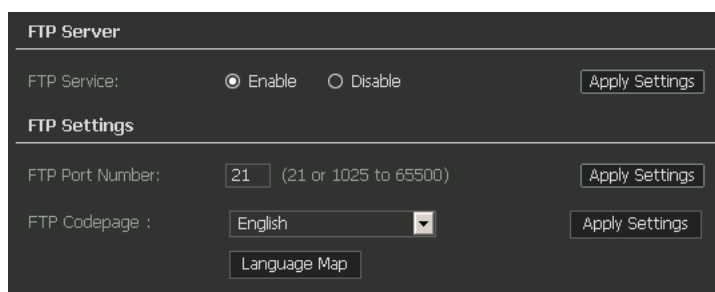 FTP Server
FTP Service: Enable Disable Apply Settings
FTP Settings
FTP Port Number: 21 (21 or 1025 to 65500) Apply Settings
FTP Codepage : English Apply Settings
Language Map